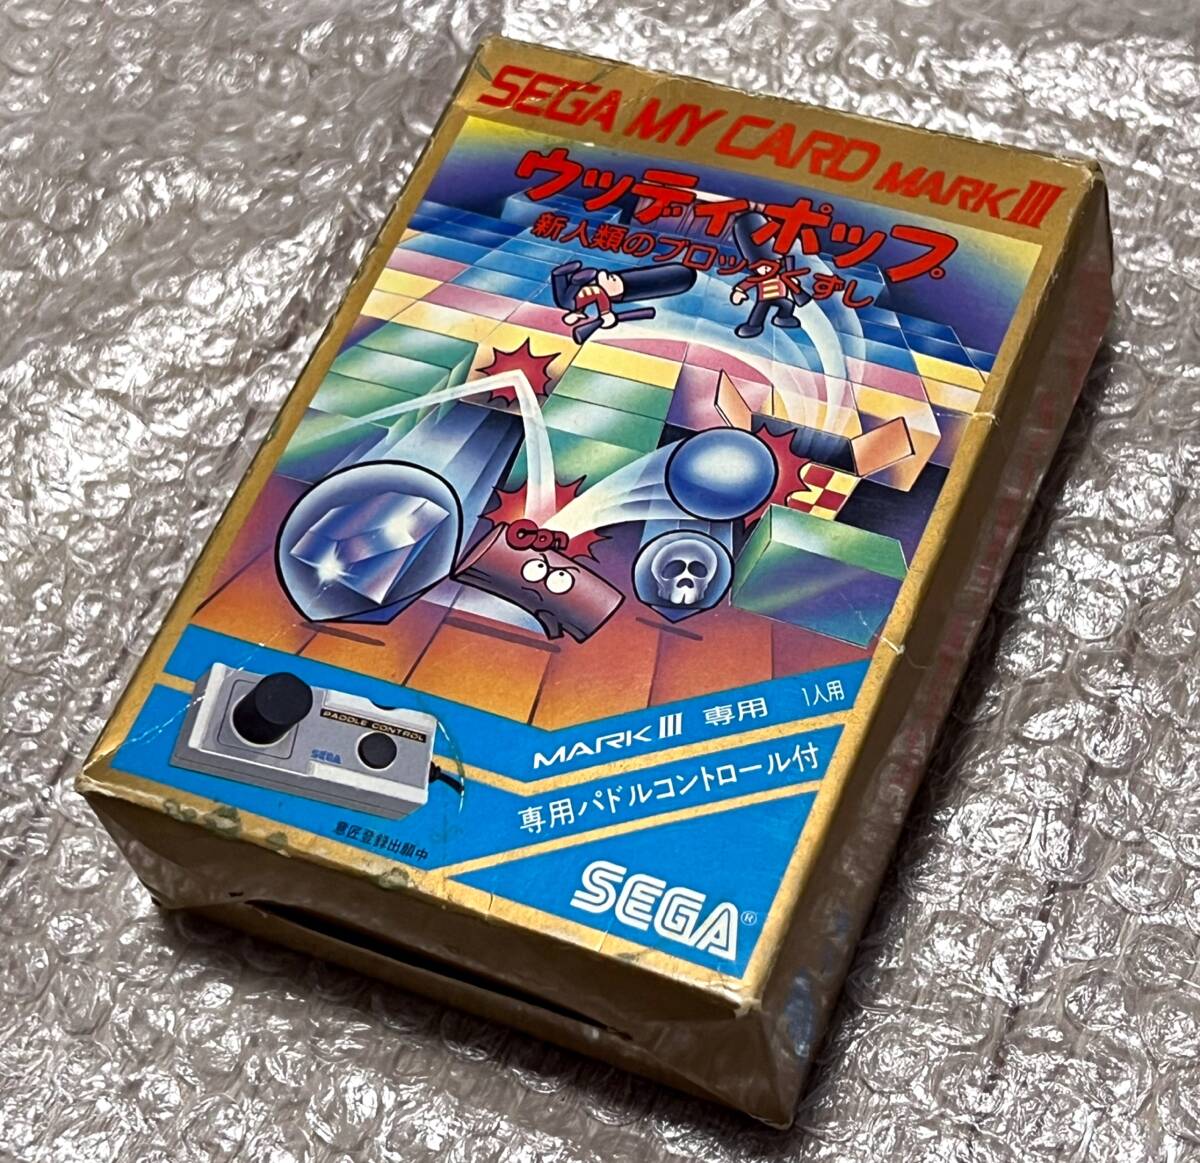 SEGA MY CARD MARK III
ウッディポップ
新人類のブロックくずし
Con
MARK III 専用 1人用
専用パドルコントロール付
PADDLE CONTROL
SEGA
意匠登録出願中
SEGA®